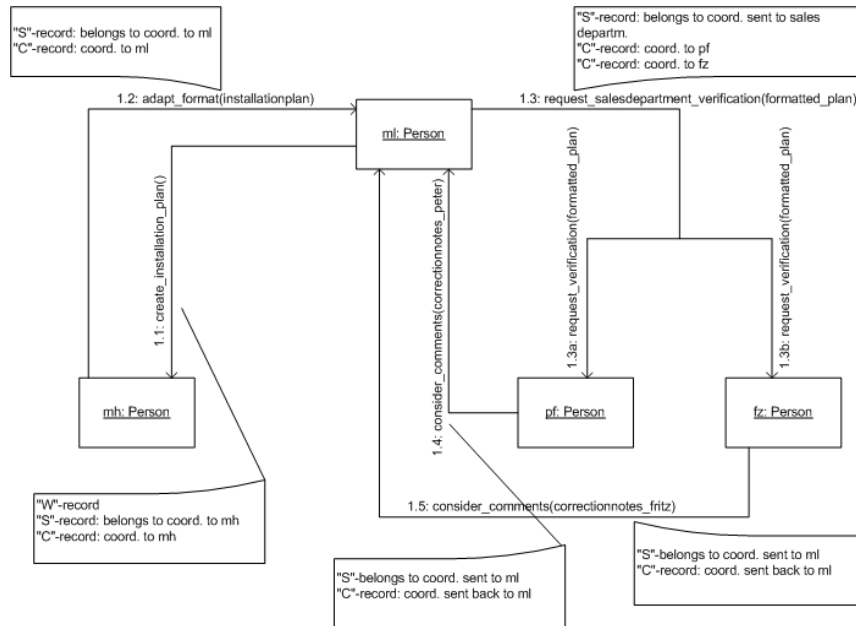 "S"-record: belongs to coord. to ml
"C"-record: coord. to ml
"S"-record: belongs to coord. sent to sales
departm.
"C"-record: coord. to pf
"C"-record: coord. to fz
1.2: adapt_format(installationplan)
1.3: request_salesdepartment_verification(formatted_plan)
ml: Person
1.1: create_installation_plan()
1.4: consider_comments(correctionnotes_peter)
1.3a: request_verification(formatted_plan)
1.3b: request_verification(formatted_plan)
mh: Person
pf: Person
fz: Person
"W"-record
"S"-record: belongs to coord. to mh
"C"-record: coord. to mh
1.5: consider_comments(correctionnotes_fritz)
"S"-belongs to coord. sent to ml
"C"-record: coord. sent back to ml
"S"-belongs to coord. sent to ml
"C"-record: coord. sent back to ml